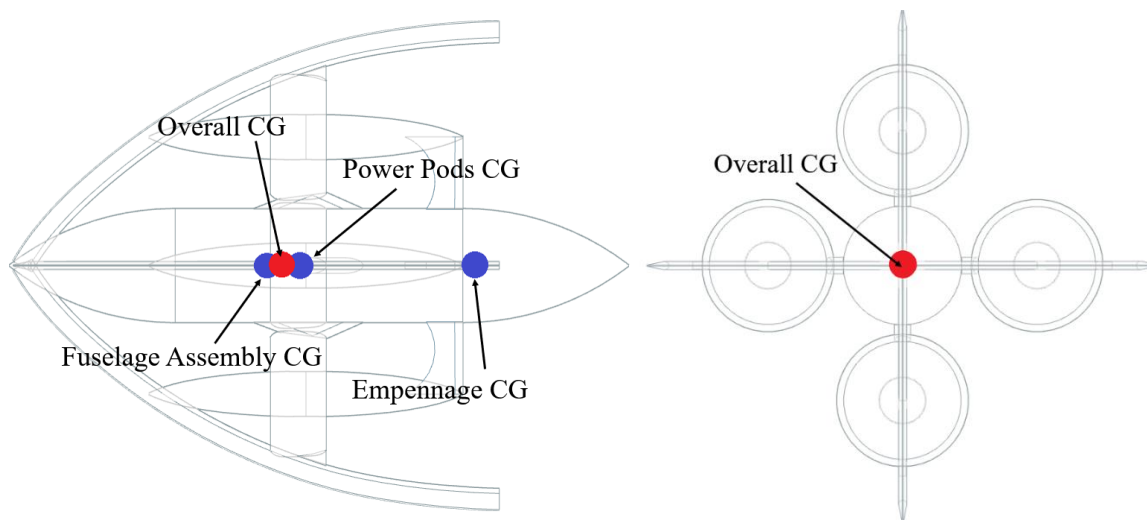 Overall CG
Power Pods CG
Fuselage Assembly CG
Empennage CG
Overall CG